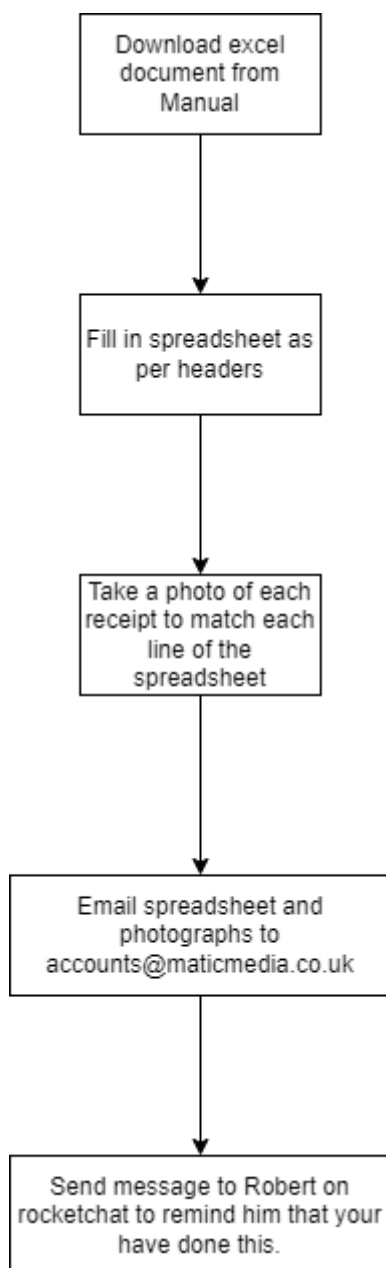 Download excel
document from
Manual
Fill in spreadsheet as
per headers
Take a photo of each
receipt to match each
line of the
spreadsheet
Email spreadsheet and
photographs to
accounts@maticmedia.co.uk
Send message to Robert on
rocketchat to remind him that your
have done this.